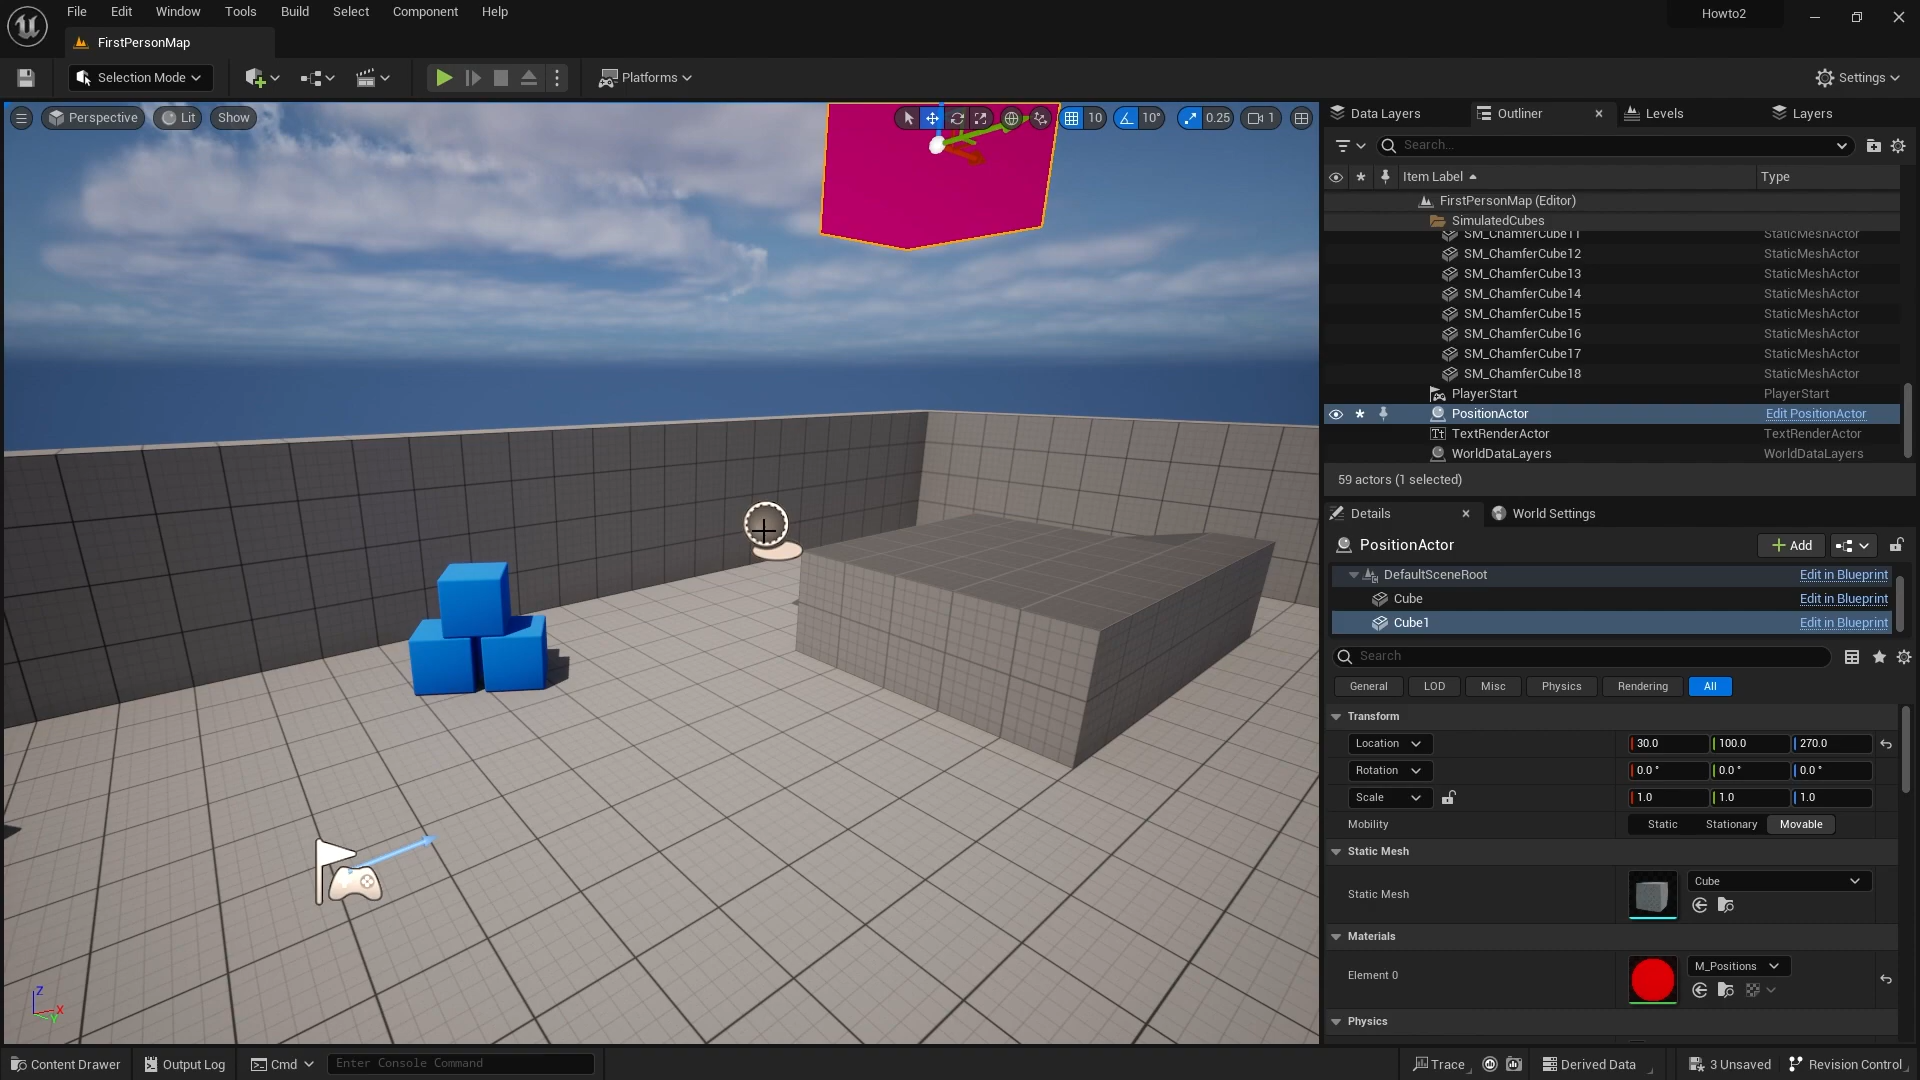 File Edit Window Tools Build Select Component Help
Howto2
FirstPersonMap
Selection Mode
Platforms
Settings
Perspective Lit Show
10 10° 0.25 1
Data Layers Outliner Levels Layers
Search...
Item Label Type
FirstPersonMap (Editor)
SimulatedCubes
SM_ChamferCube11 StaticMeshActor
SM_ChamferCube12 StaticMeshActor
SM_ChamferCube13 StaticMeshActor
SM_ChamferCube14 StaticMeshActor
SM_ChamferCube15 StaticMeshActor
SM_ChamferCube16 StaticMeshActor
SM_ChamferCube17 StaticMeshActor
SM_ChamferCube18 StaticMeshActor
PlayerStart PlayerStart
PositionActor Edit PositionActor
TextRenderActor TextRenderActor
WorldDataLayers WorldDataLayers
59 actors (1 selected)
Details World Settings
PositionActor
Add
DefaultSceneRoot Edit in Blueprint
Cube Edit in Blueprint
Cube1 Edit in Blueprint
Search
General LOD Misc Physics Rendering All
Transform
Location 30.0 100.0 270.0
Rotation 0.0 ° 0.0 ° 0.0 °
Scale 1.0 1.0 1.0
Mobility Static Stationary Movable
Static Mesh
Static Mesh Cube
Materials
Element 0 M_Positions
Physics
Z
X
Y
Content Drawer Output Log Cmd Enter Console Command
Trace Derived Data 3 Unsaved Revision Control